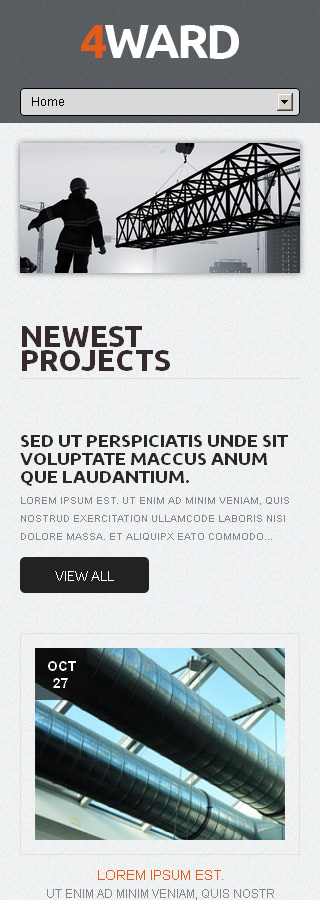 4WARD
Home
NEWEST
PROJECTS
SED UT PERSPICIATIS UNDE SIT
VOLUPTATE MACCUS ANUM
QUE LAUDANTIUM.
LOREM IPSUM EST. UT ENIM AD MINIM VENIAM, QUIS
NOSTRUD EXERCITATION ULLAMCODE LABORIS NISI
DOLORE MASSA. ET ALIQUIPX EATO COMMODO...
VIEW ALL
OCT
27
LOREM IPSUM EST.
UT ENIM AD MINIM VENIAM, QUIS NOSTR